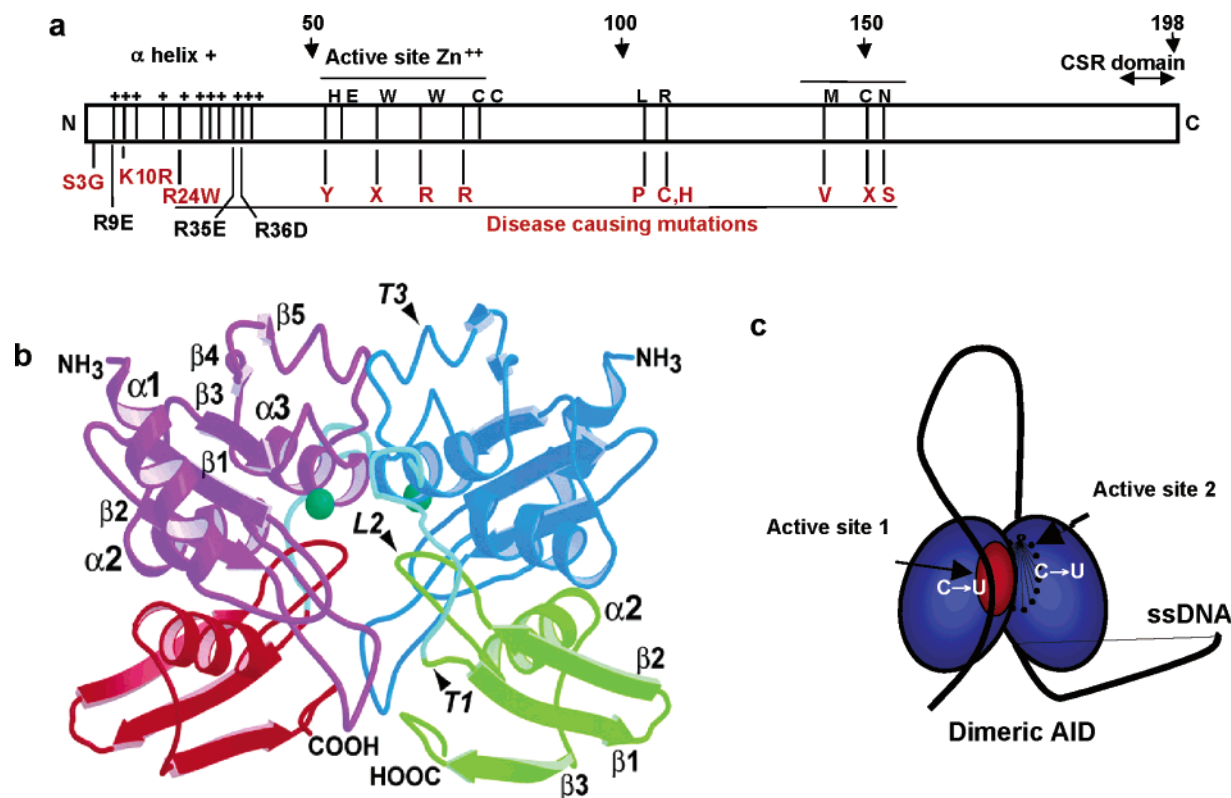 a
50 100 150 198
α helix + Active site Zn++ CSR domain
+++ + + +++ +++ H E W W C C L R M C N
N C
S3G K10R R24W Y X R R P C,H V X S
R9E R35E R36D Disease causing mutations
b
T3
β5
NH3 β4 NH3
α1 β3 α3
β1
β2 L2
α2 α2
β2
T1
COOH β1
HOOC β3
c
Active site 2
Active site 1
C→U C→U
ssDNA
Dimeric AID